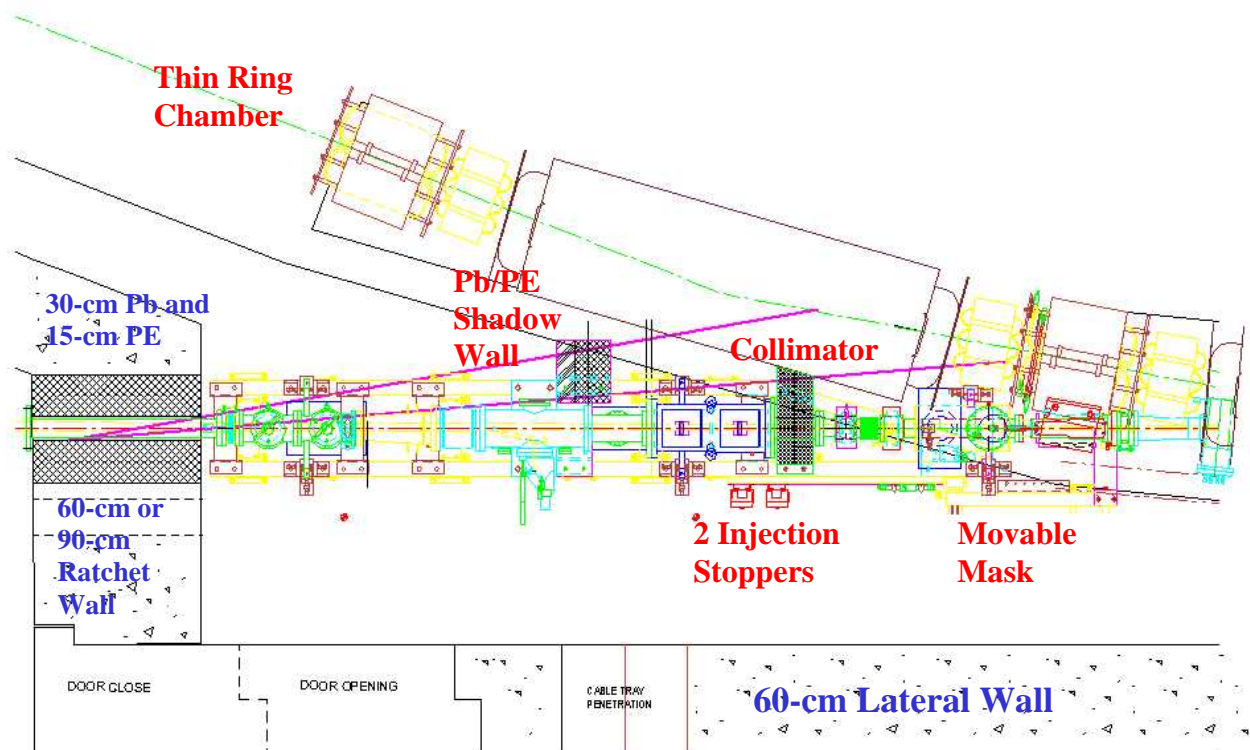 Thin Ring
Chamber
30-cm Pb and
15-cm PE
Pb/PE
Shadow
Wall
Collimator
60-cm or
90-cm
Ratchet
Wall
2 Injection
Stoppers
Movable
Mask
DOOR CLOSE
DOOR OPENING
CABLE TRAY
PENETRATION
60-cm Lateral Wall